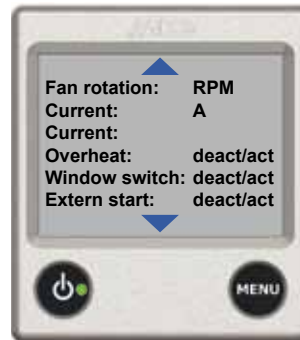 Fan rotation: RPM
Current: A
Current:
Overheat: deact/act
Window switch: deact/act
Extern start: deact/act
MENU